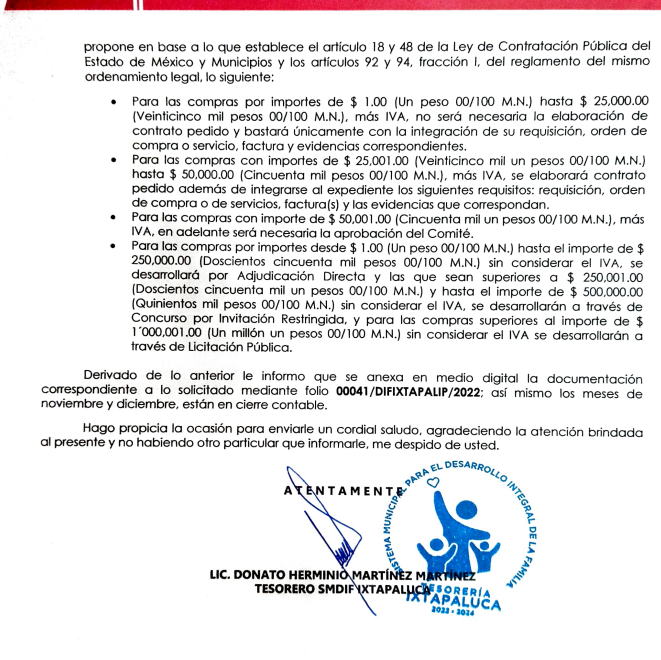 propone en base a lo que establece el artículo 18 y 48 de la Ley de Contratación Pública del
Estado de México y Municipios y los artículos 92 y 94, fracción I, del reglamento del mismo
ordenamiento legal, lo siguiente:
• Para las compras por importes de $ 1.00 (Un peso 00/100 M.N.) hasta $ 25,000.00
(Veinticinco mil pesos 00/100 M.N.), más IVA, no será necesaria la elaboración de
contrato pedido y bastará únicamente con la integración de su requisición, orden de
compra o servicio, factura y evidencias correspondientes.
• Para las compras con importes de $ 25,001.00 (Veinticinco mil un pesos 00/100 M.N.)
hasta $ 50,000.00 (Cincuenta mil pesos 00/100 M.N.), más IVA, se elaborará contrato
pedido además de integrarse al expediente los siguientes requisitos: requisición, orden
de compra o de servicios, factura(s) y las evidencias que correspondan.
• Para las compras con importe de $ 50,001.00 (Cincuenta mil un pesos 00/100 M.N.), más
IVA, en adelante será necesaria la aprobación del Comité.
• Para las compras por importes desde $ 1.00 (Un peso 00/100 M.N.) hasta el importe de $
250,000.00 (Doscientos cincuenta mil pesos 00/100 M.N.) sin considerar el IVA, se
desarrollará por Adjudicación Directa y las que sean superiores a $ 250,001.00
(Doscientos cincuenta mil un pesos 00/100 M.N.) y hasta el importe de $ 500,000.00
(Quinientos mil pesos 00/100 M.N.) sin considerar el IVA, se desarrollarán a través de
Concurso por Invitación Restringida, y para las compras superiores al importe de $
1´000,001.00 (Un millón un pesos 00/100 M.N.) sin considerar el IVA se desarrollarán a
través de Licitación Pública.
Derivado de lo anterior le informo que se anexa en medio digital la documentación
correspondiente a lo solicitado mediante folio 00041/DIFIXTAPALIP/2022; así mismo los meses de
noviembre y diciembre, están en cierre contable.
Hago propicia la ocasión para enviarle un cordial saludo, agradeciendo la atención brindada
al presente y no habiendo otro particular que informarle, me despido de usted.
ATENTAMENTE
SISTEMA MUNICIPAL PARA EL DESARROLLO INTEGRAL DE LA FAMILIA
LIC. DONATO HERMINIO MARTÍNEZ MARTÍNEZ
TESORERO SMDIF IXTAPALUCA
TESORERÍA
IXTAPALUCA
2022 - 2024